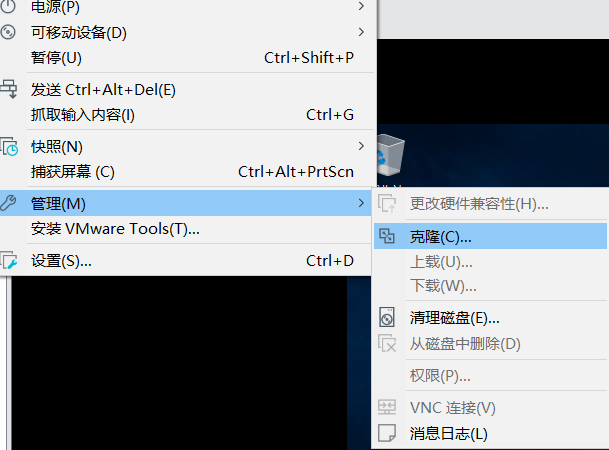 电源(P)
可移动设备(D)
暂停(U) Ctrl+Shift+P
发送 Ctrl+Alt+Del(E)
抓取输入内容(I) Ctrl+G
快照(N)
捕获屏幕 (C) Ctrl+Alt+PrtScn
管理(M)
安装 VMware Tools(T)...
设置(S)... Ctrl+D
更改硬件兼容性(H)...
克隆(C)...
上载(U)...
下载(W)...
清理磁盘(E)...
从磁盘中删除(D)
权限(P)...
VNC 连接(V)
消息日志(L)